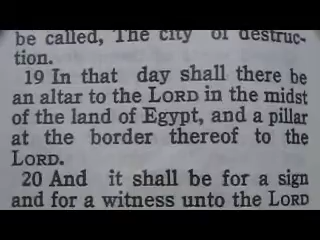 be called, The city of destruc-
tion.
19 In that day shall there be
an altar to the LORD in the midst
of the land of Egypt, and a pillar
at the border thereof to the
LORD.
20 And it shall be for a sign
and for a witness unto the LORD